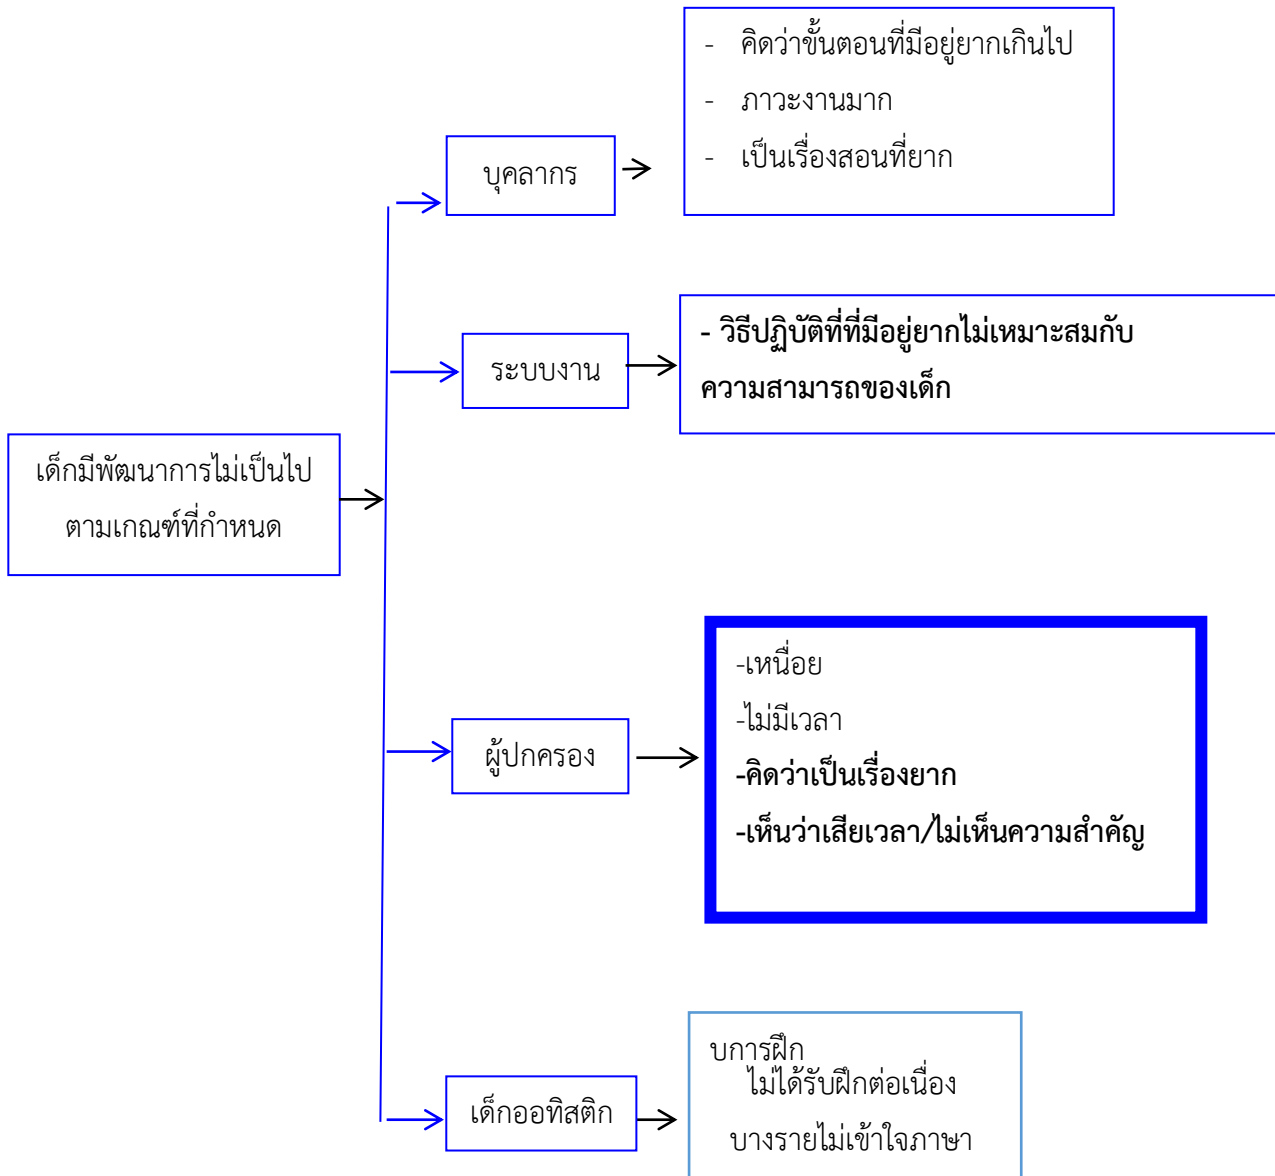 - คิดว่าขั้นตอนที่มีอยู่ยากเกินไป
- ภาวะงานมาก
- เป็นเรื่องสอนที่ยาก
บุคลากร
- วิธีปฏิบัติที่ที่มีอยู่ยากไม่เหมาะสมกับ
ความสามารถของเด็ก
ระบบงาน
เด็กมีพัฒนาการไม่เป็นไป
ตามเกณฑ์ที่กำหนด
-เหนื่อย
-ไม่มีเวลา
-คิดว่าเป็นเรื่องยาก
-เห็นว่าเสียเวลา/ไม่เห็นความสำคัญ
ผู้ปกครอง
บการฝึก
ไม่ได้รับฝึกต่อเนื่อง
บางรายไม่เข้าใจภาษา
เด็กออทิสติก